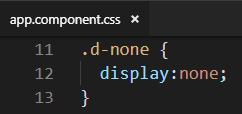 app.component.css ×
11 .d-none {
12 display:none;
13 }